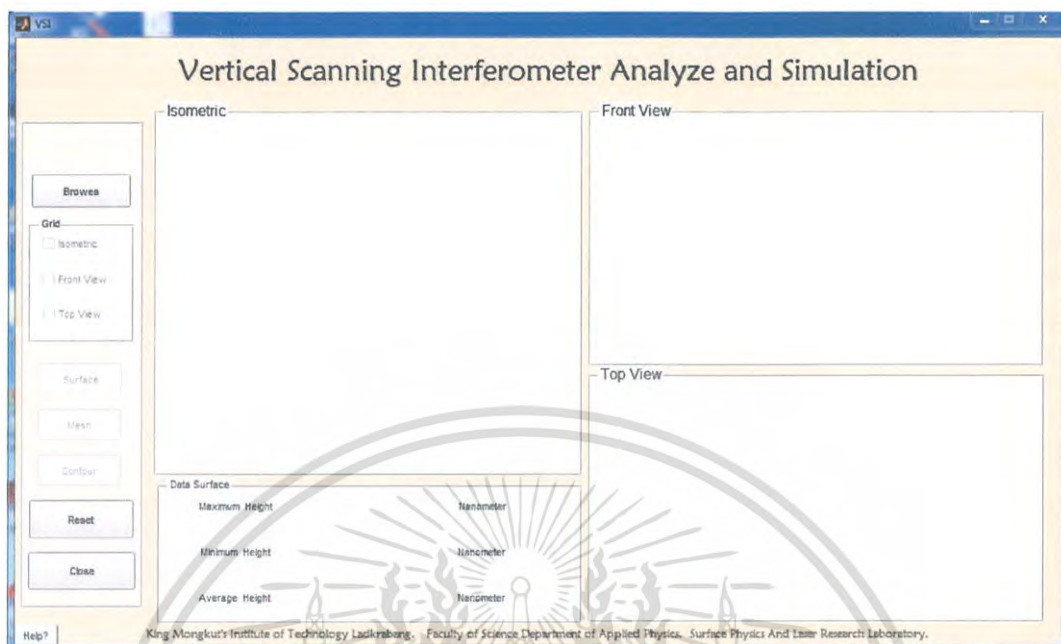 VSI
Vertical Scanning Interferometer Analyze and Simulation
Isometric
Front View
Browes
Grid
Isometric
Front View
Top View
Top View
Surface
Mesh
Contour
Reset
Close
Data Surface
Maximum Height Nanometer
Minimum Height Nanometer
Average Height Nanometer
Help?
King Mongkut's Institute of Technology Ladkrabang. Faculty of Science Department of Applied Physics. Surface Physics And Laser Research Laboratory.